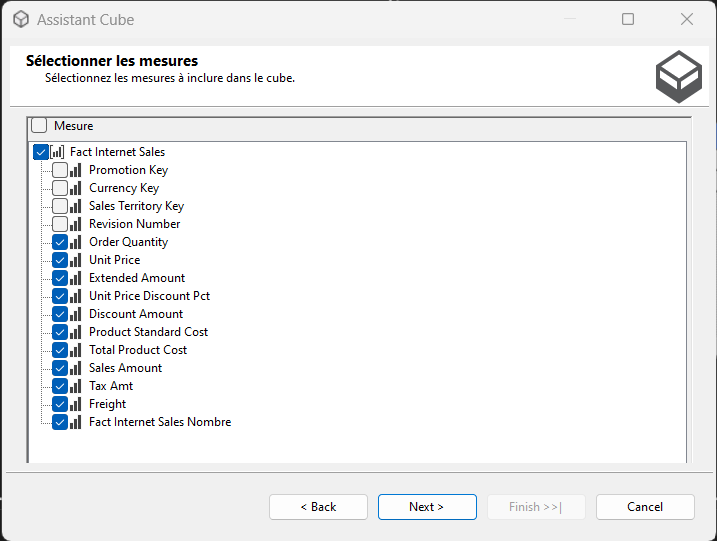 Assistant Cube
Sélectionner les mesures
Sélectionnez les mesures à inclure dans le cube.
Mesure
Fact Internet Sales
Promotion Key
Currency Key
Sales Territory Key
Revision Number
Order Quantity
Unit Price
Extended Amount
Unit Price Discount Pct
Discount Amount
Product Standard Cost
Total Product Cost
Sales Amount
Tax Amt
Freight
Fact Internet Sales Nombre
< Back
Next >
Finish >>|
Cancel